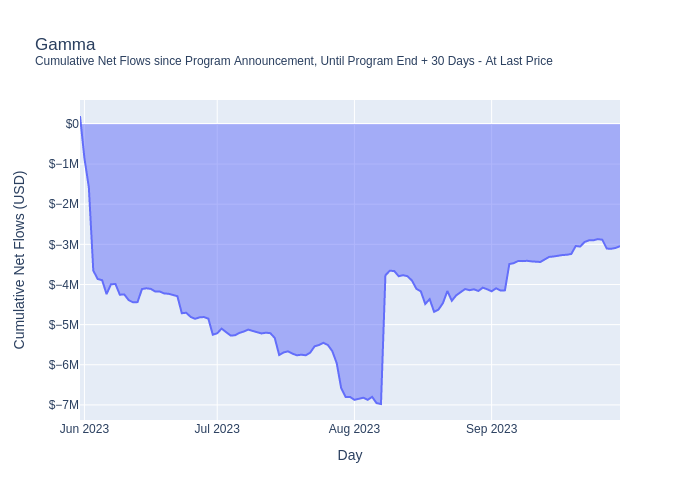 Gamma
Cumulative Net Flows since Program Announcement, Until Program End + 30 Days - At Last Price
Cumulative Net Flows (USD)
$0
$−1M
$−2M
$−3M
$−4M
$−5M
$−6M
$−7M
Jun 2023
Jul 2023
Aug 2023
Sep 2023
Day